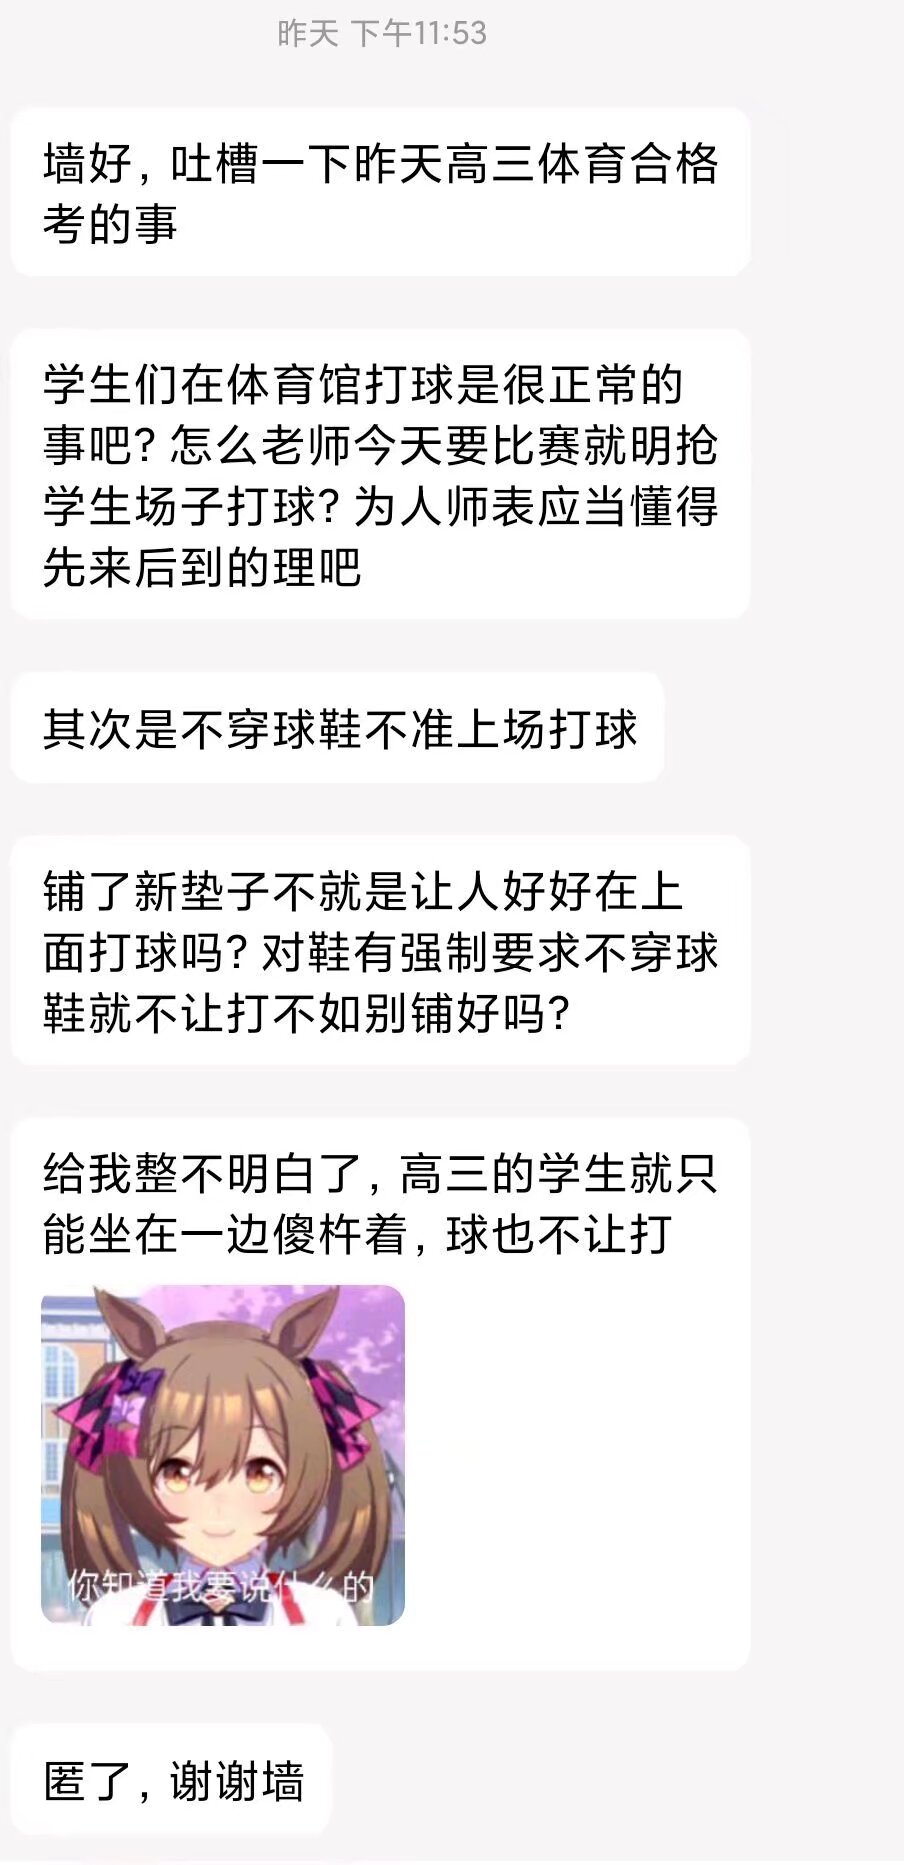 昨天 下午11:53
墙好，吐槽一下昨天高三体育合格
考的事
学生们在体育馆打球是很正常的
事吧？怎么老师今天要比赛就明抢
学生场子打球？为人师表应当懂得
先来后到的理吧
其次是不穿球鞋不准上场打球
铺了新垫子不就是让人好好在上
面打球吗？对鞋有强制要求不穿球
鞋就不让打不如别铺好吗？
给我整不明白了，高三的学生就只
能坐在一边傻杵着，球也不让打
你知道我要说什么的
匿了，谢谢墙